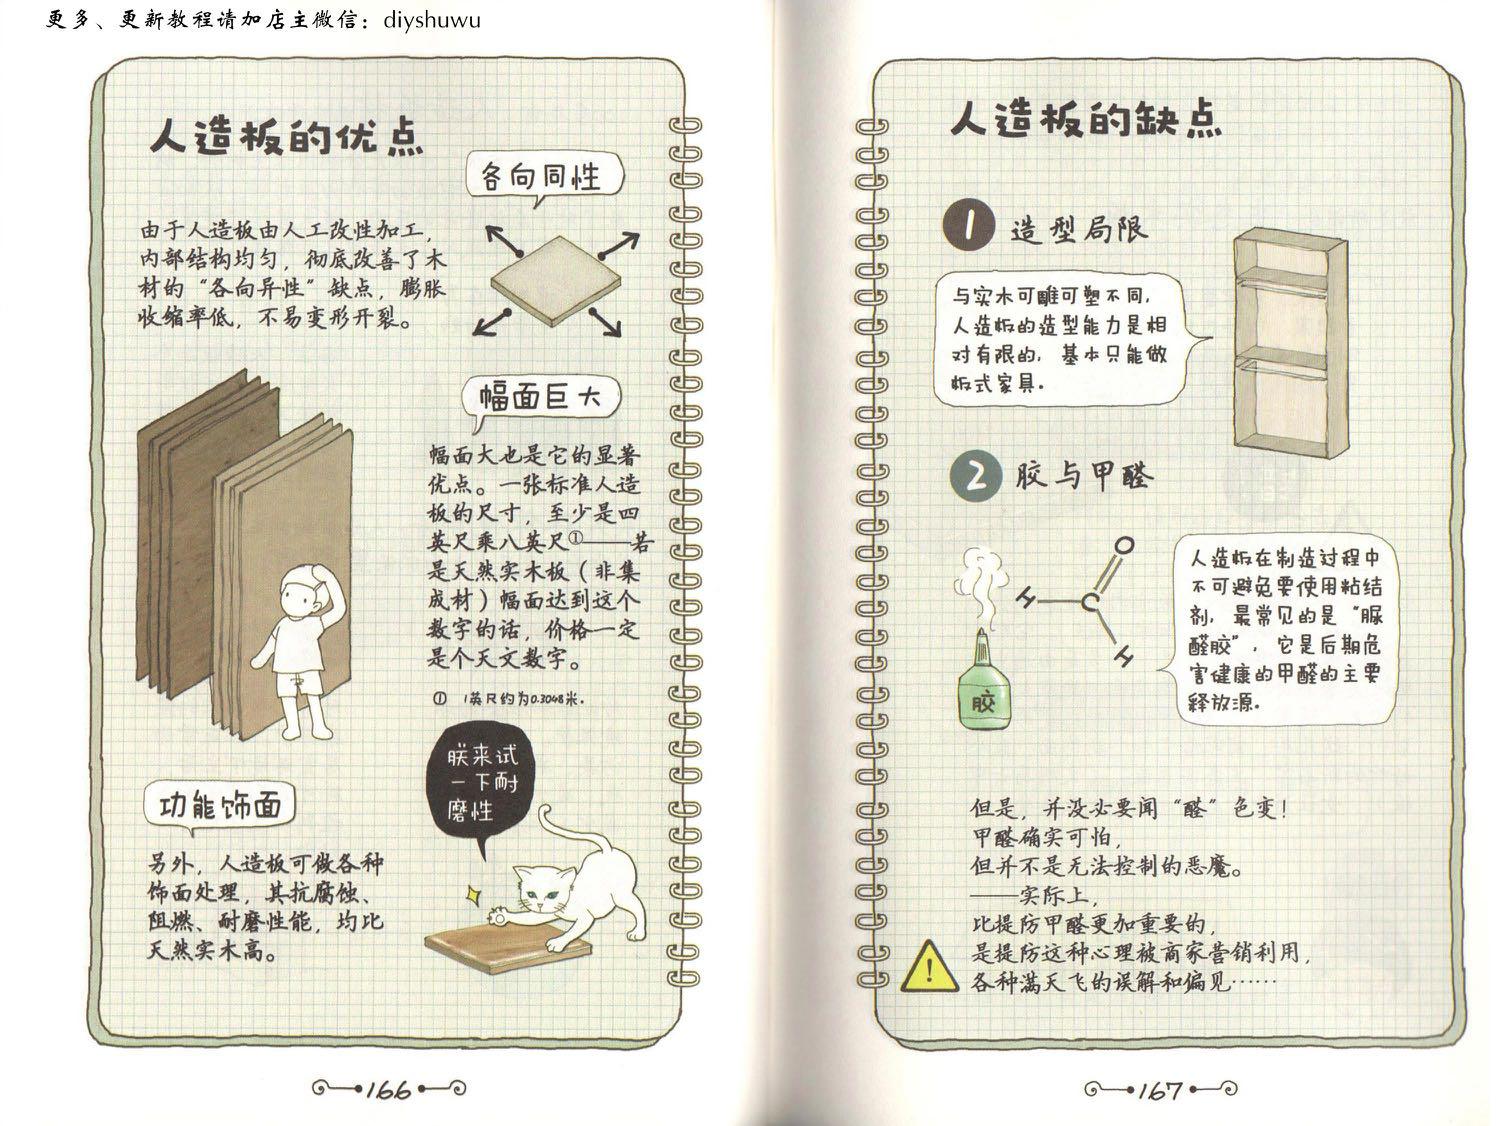 更多、更新教程请加店主微信：diyshuwu
人造板的优点
各向同性
由于人造板由人工改性加工，
内部结构均匀，彻底改善了木
材的“各向异性”缺点，膨胀
收缩率低，不易变形开裂。
幅面巨大
幅面大也是它的显著
优点。一张标准人造
板的尺寸，至少是四
英尺乘八英尺①——若
是天然实木板（非集
成材）幅面达到这个
数字的话，价格一定
是个天文数字。
① 1英尺约为0.3048米.
朕来试
一下耐
磨性
功能饰面
另外，人造板可做各种
饰面处理，其抗腐蚀、
阻燃、耐磨性能，均比
天然实木高。
166
人造板的缺点
1 造型局限
与实木可雕可塑不同，
人造板的造型能力是相
对有限的，基本只能做
板式家具.
2 胶与甲醛
O
H
C
H
胶
人造板在制造过程中
不可避免要使用粘结
剂，最常见的是“脲
醛胶”，它是后期危
害健康的甲醛的主要
释放源.
但是，并没必要闻“醛”色变！
甲醛确实可怕，
但并不是无法控制的恶魔。
——实际上，
比提防甲醛更加重要的，
是提防这种心理被商家营销利用，
各种满天飞的误解和偏见……
!
167